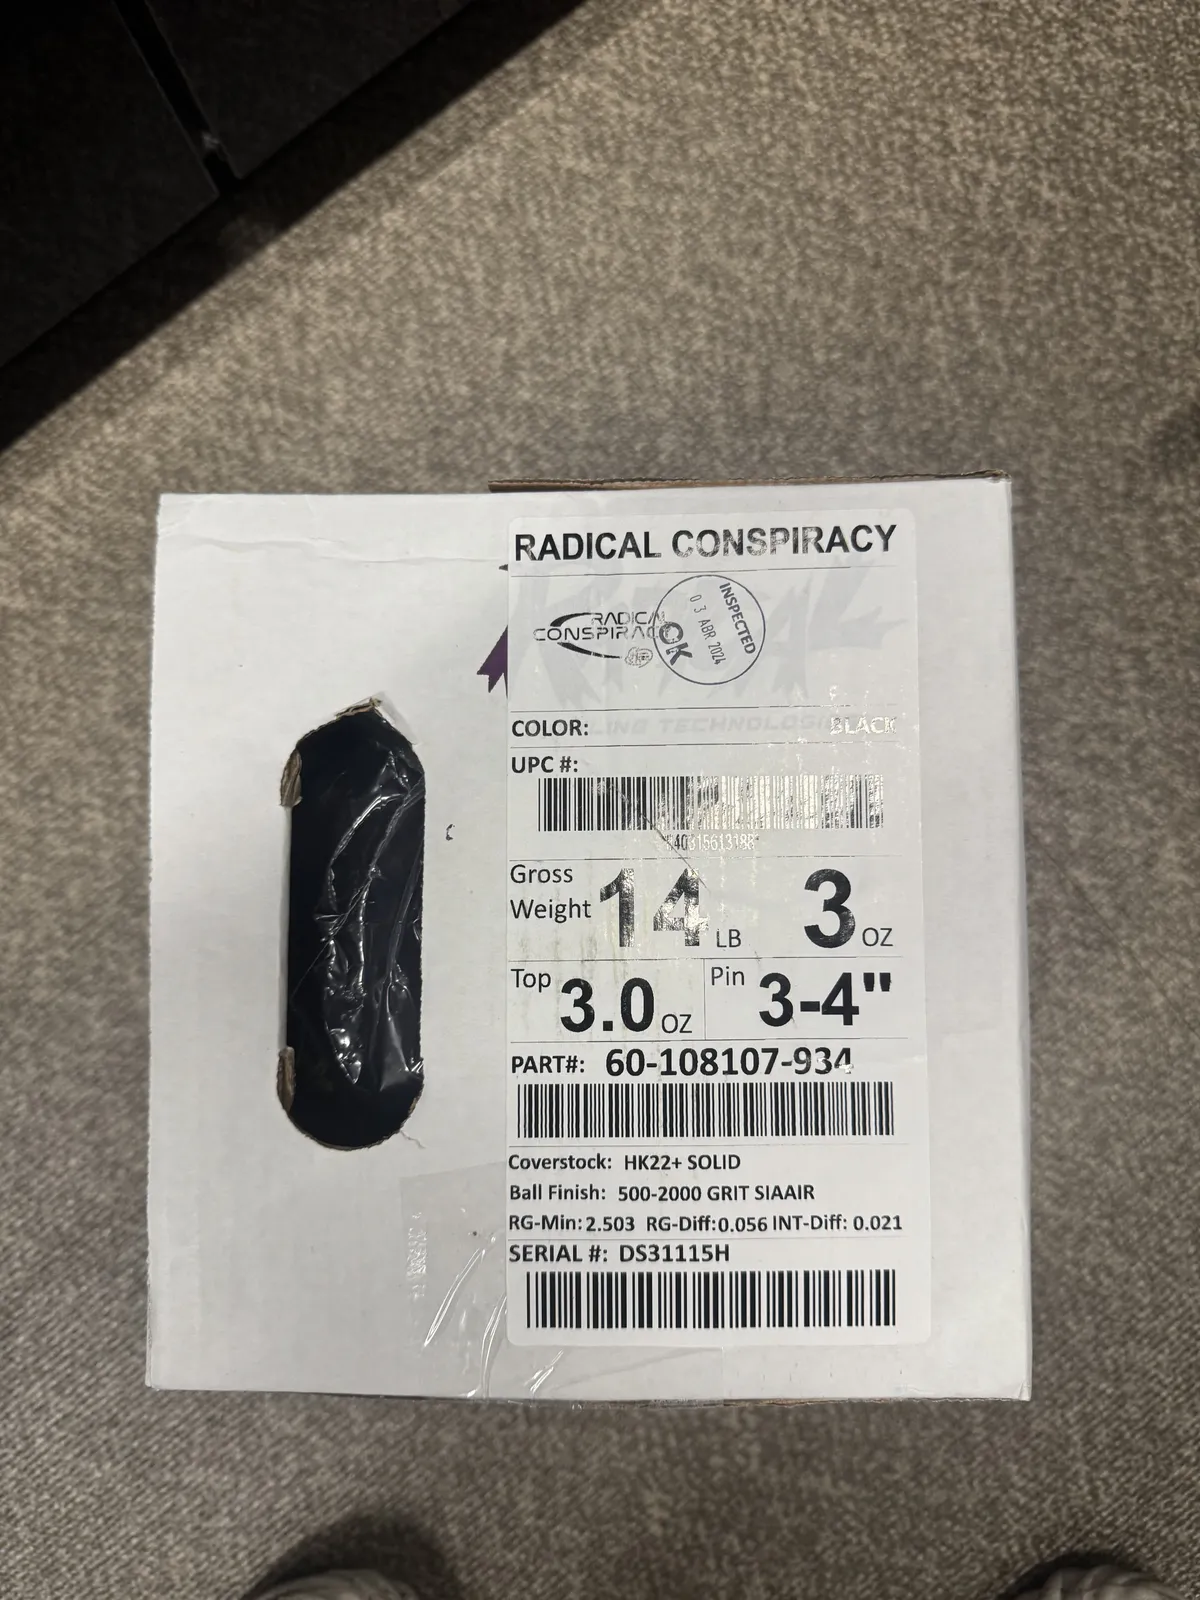 RADICAL CONSPIRACY
RADICAL
CONSPIRACY
INSPECTED
03 ABR 2024
OK
COLOR: BLACK
UPC #:
Gross
Weight 14 LB 3 OZ
Top 3.0 OZ Pin 3-4"
PART#: 60-108107-934
Coverstock: HK22+ SOLID
Ball Finish: 500-2000 GRIT SIAAIR
RG-Min: 2.503 RG-Diff:0.056 INT-Diff: 0.021
SERIAL #: DS31115H